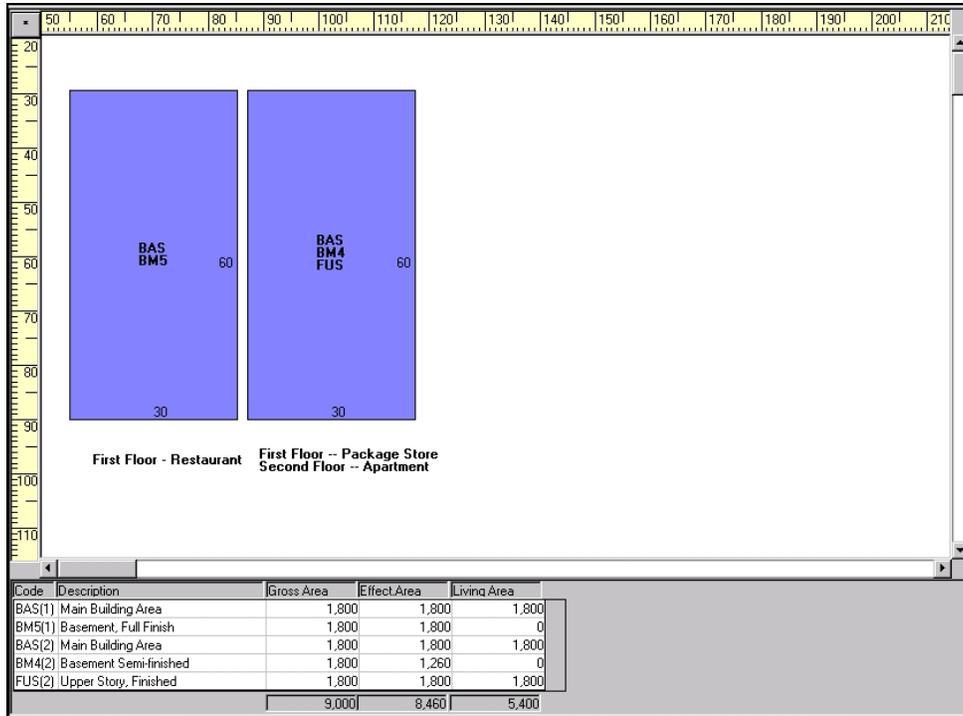 50 60 70 80 90 100 110 120 130 140 150 160 170 180 190 200 210
20
30
40
50
60
70
80
90
100
110
BAS
BM5
60
30
BAS
BM4
FUS
60
30
First Floor - Restaurant
First Floor -- Package Store
Second Floor -- Apartment
Code Description Gross Area Effect.Area Living Area
BAS(1) Main Building Area 1,800 1,800 1,800
BM5(1) Basement, Full Finish 1,800 1,800 0
BAS(2) Main Building Area 1,800 1,800 1,800
BM4(2) Basement Semi-finished 1,800 1,260 0
FUS(2) Upper Story, Finished 1,800 1,800 1,800
9,000 8,460 5,400